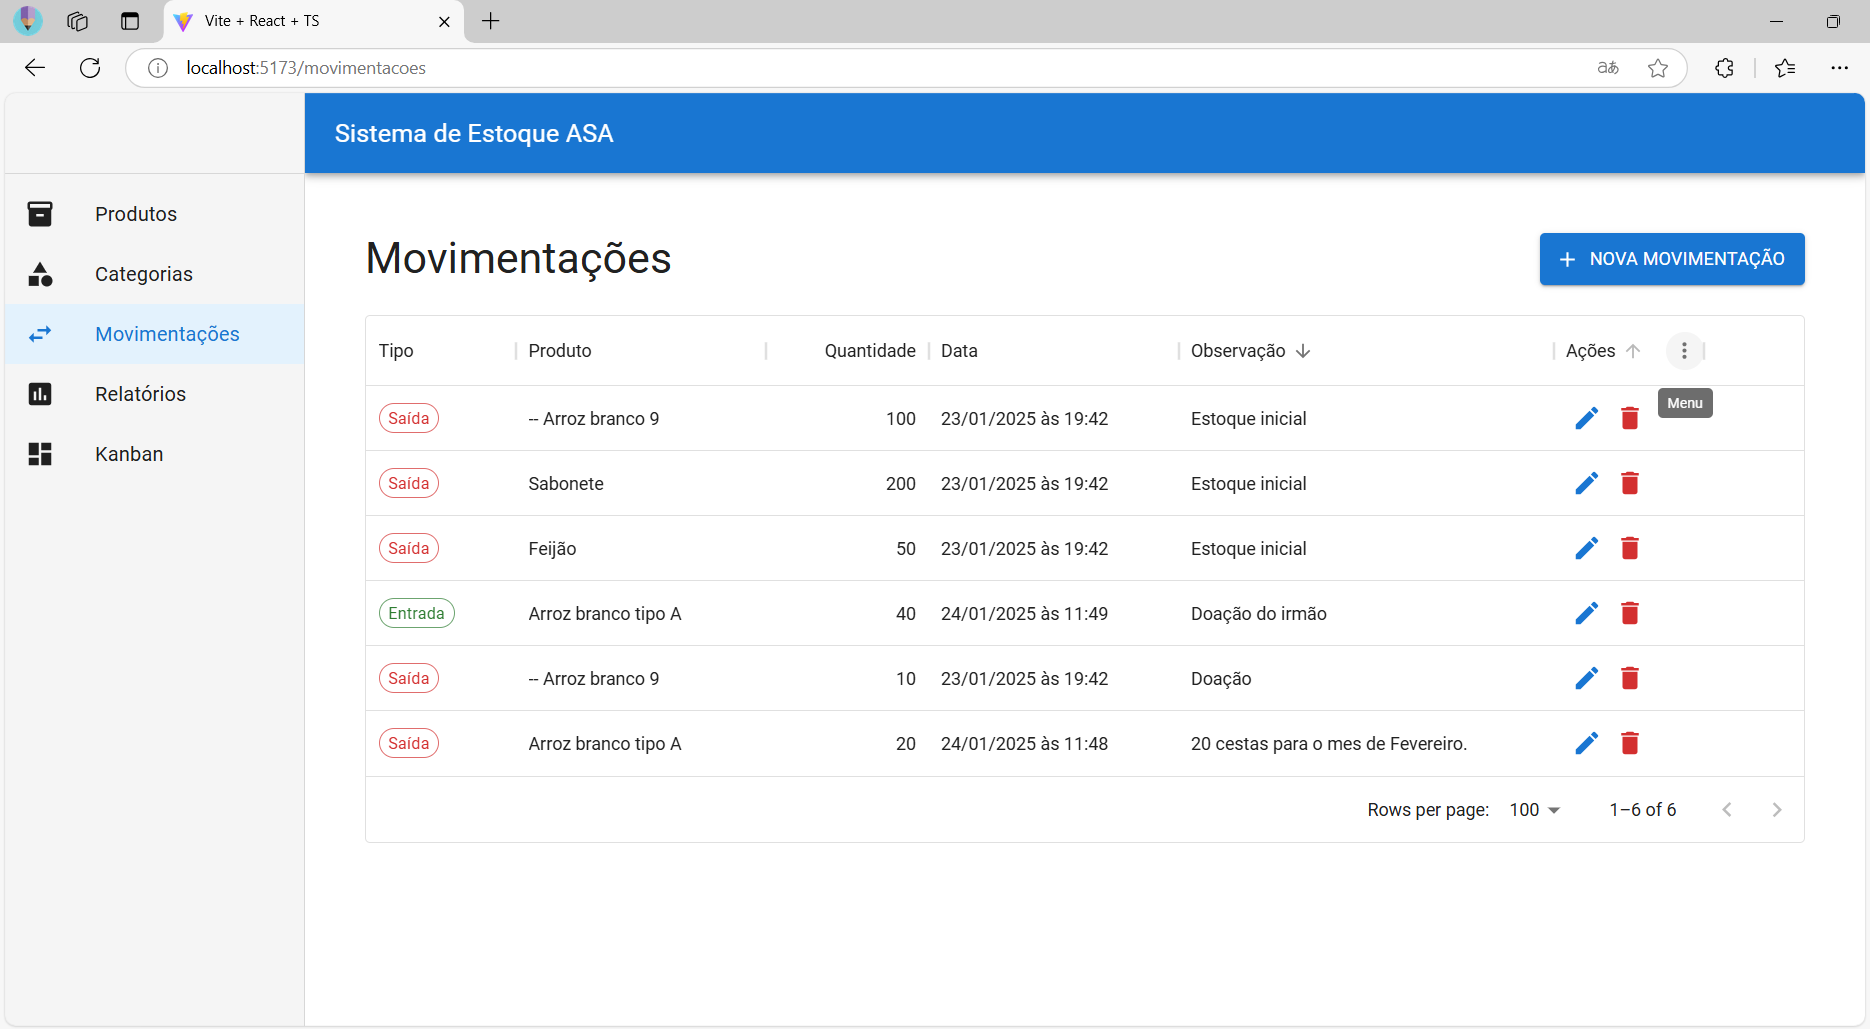 Vite + React + TS
localhost:5173/movimentacoes
aあ
Sistema de Estoque ASA
Produtos
Categorias
Movimentações
Relatórios
Kanban
Movimentações
NOVA MOVIMENTAÇÃO
Tipo Produto Quantidade Data Observação Ações
Menu
Saída -- Arroz branco 9 100 23/01/2025 às 19:42 Estoque inicial
Saída Sabonete 200 23/01/2025 às 19:42 Estoque inicial
Saída Feijão 50 23/01/2025 às 19:42 Estoque inicial
Entrada Arroz branco tipo A 40 24/01/2025 às 11:49 Doação do irmão
Saída -- Arroz branco 9 10 23/01/2025 às 19:42 Doação
Saída Arroz branco tipo A 20 24/01/2025 às 11:48 20 cestas para o mes de Fevereiro.
Rows per page: 100 1–6 of 6